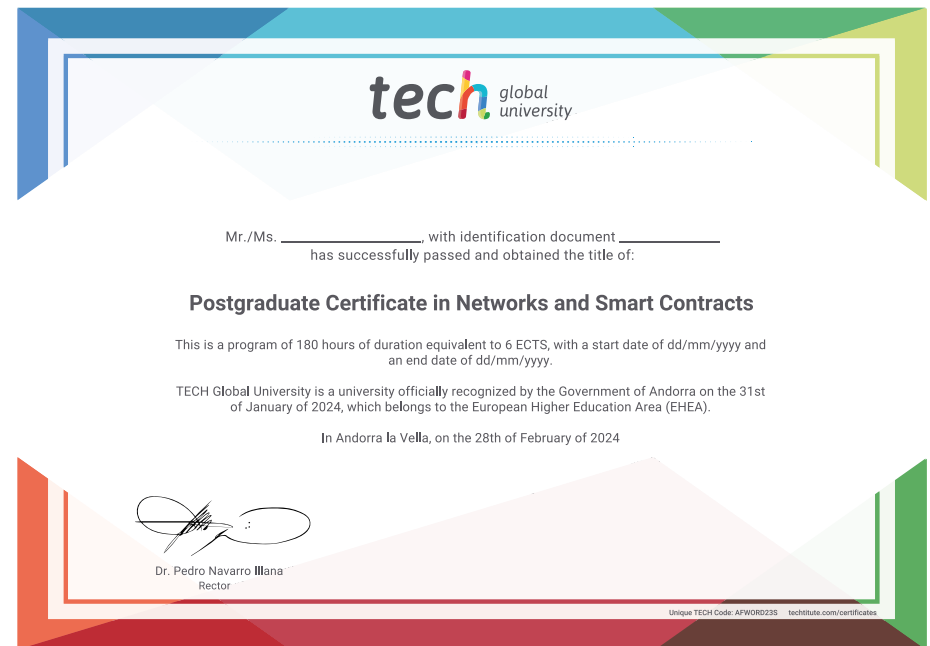 tech global
university
Mr./Ms. ____________________, with identification document ______________
has successfully passed and obtained the title of:
Postgraduate Certificate in Networks and Smart Contracts
This is a program of 180 hours of duration equivalent to 6 ECTS, with a start date of dd/mm/yyyy and
an end date of dd/mm/yyyy.
TECH Global University is a university officially recognized by the Government of Andorra on the 31st
of January of 2024, which belongs to the European Higher Education Area (EHEA).
In Andorra la Vella, on the 28th of February of 2024
Dr. Pedro Navarro Illana
Rector
Unique TECH Code: AFWORD23S techtitute.com/certificates